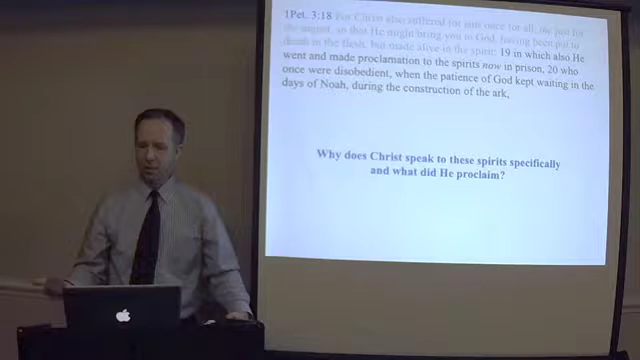 1Pet. 3:18 For Christ also suffered for sins once for all, the just for
the unjust, so that He might bring you to God, having been put to
death in the flesh, but made alive in the spirit; 19 in which also He
went and made proclamation to the spirits now in prison, 20 who
once were disobedient, when the patience of God kept waiting in the
days of Noah, during the construction of the ark,
Why does Christ speak to these spirits specifically
and what did He proclaim?